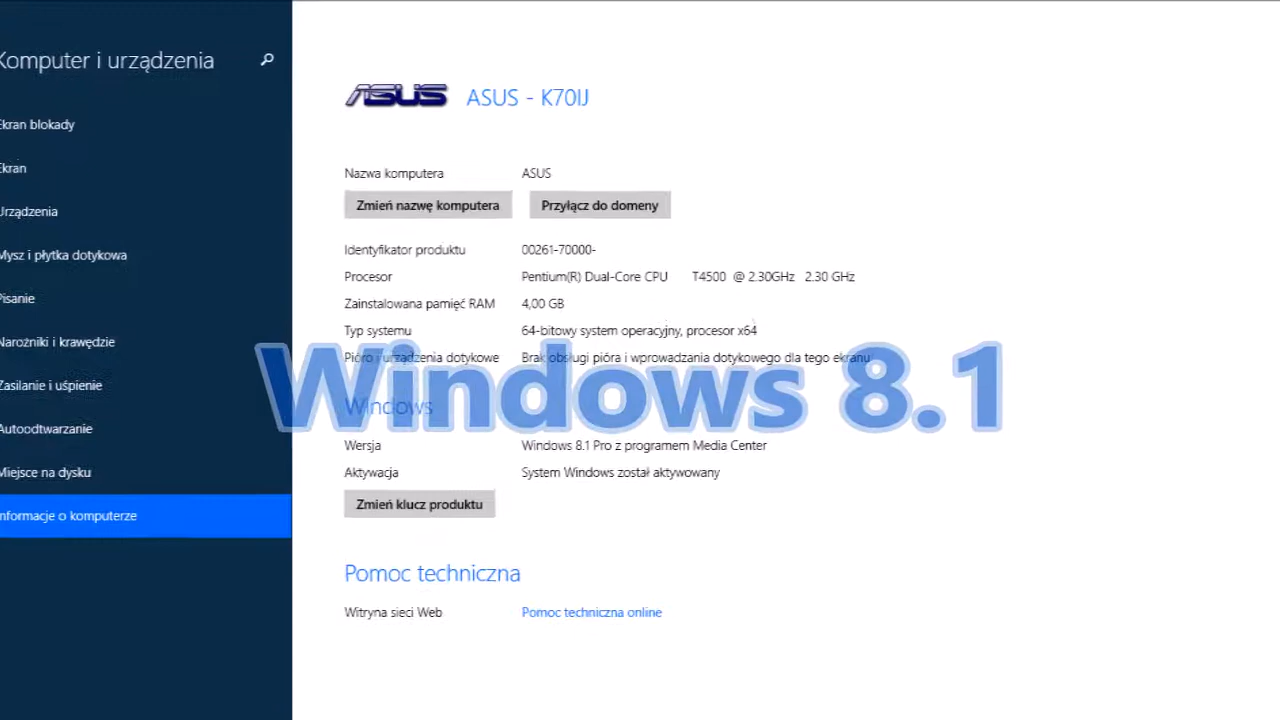 Komputer i urządzenia
Ekran blokady
Ekran
Urządzenia
Mysz i płytka dotykowa
Pisanie
Narożniki i krawędzie
Zasilanie i uśpienie
Autoodtwarzanie
Miejsce na dysku
Informacje o komputerze
ASUS ASUS - K70IJ
Nazwa komputera ASUS
Zmień nazwę komputera Przyłącz do domeny
Identyfikator produktu 00261-70000-
Procesor Pentium(R) Dual-Core CPU T4500 @ 2.30GHz 2.30 GHz
Zainstalowana pamięć RAM 4,00 GB
Typ systemu 64-bitowy system operacyjny, procesor x64
Pióro i urządzenia dotykowe Brak obsługi pióra i wprowadzania dotykowego dla tego ekranu
Windows 8.1
Windows
Wersja Windows 8.1 Pro z programem Media Center
Aktywacja System Windows został aktywowany
Zmień klucz produktu
Pomoc techniczna
Witryna sieci Web Pomoc techniczna online